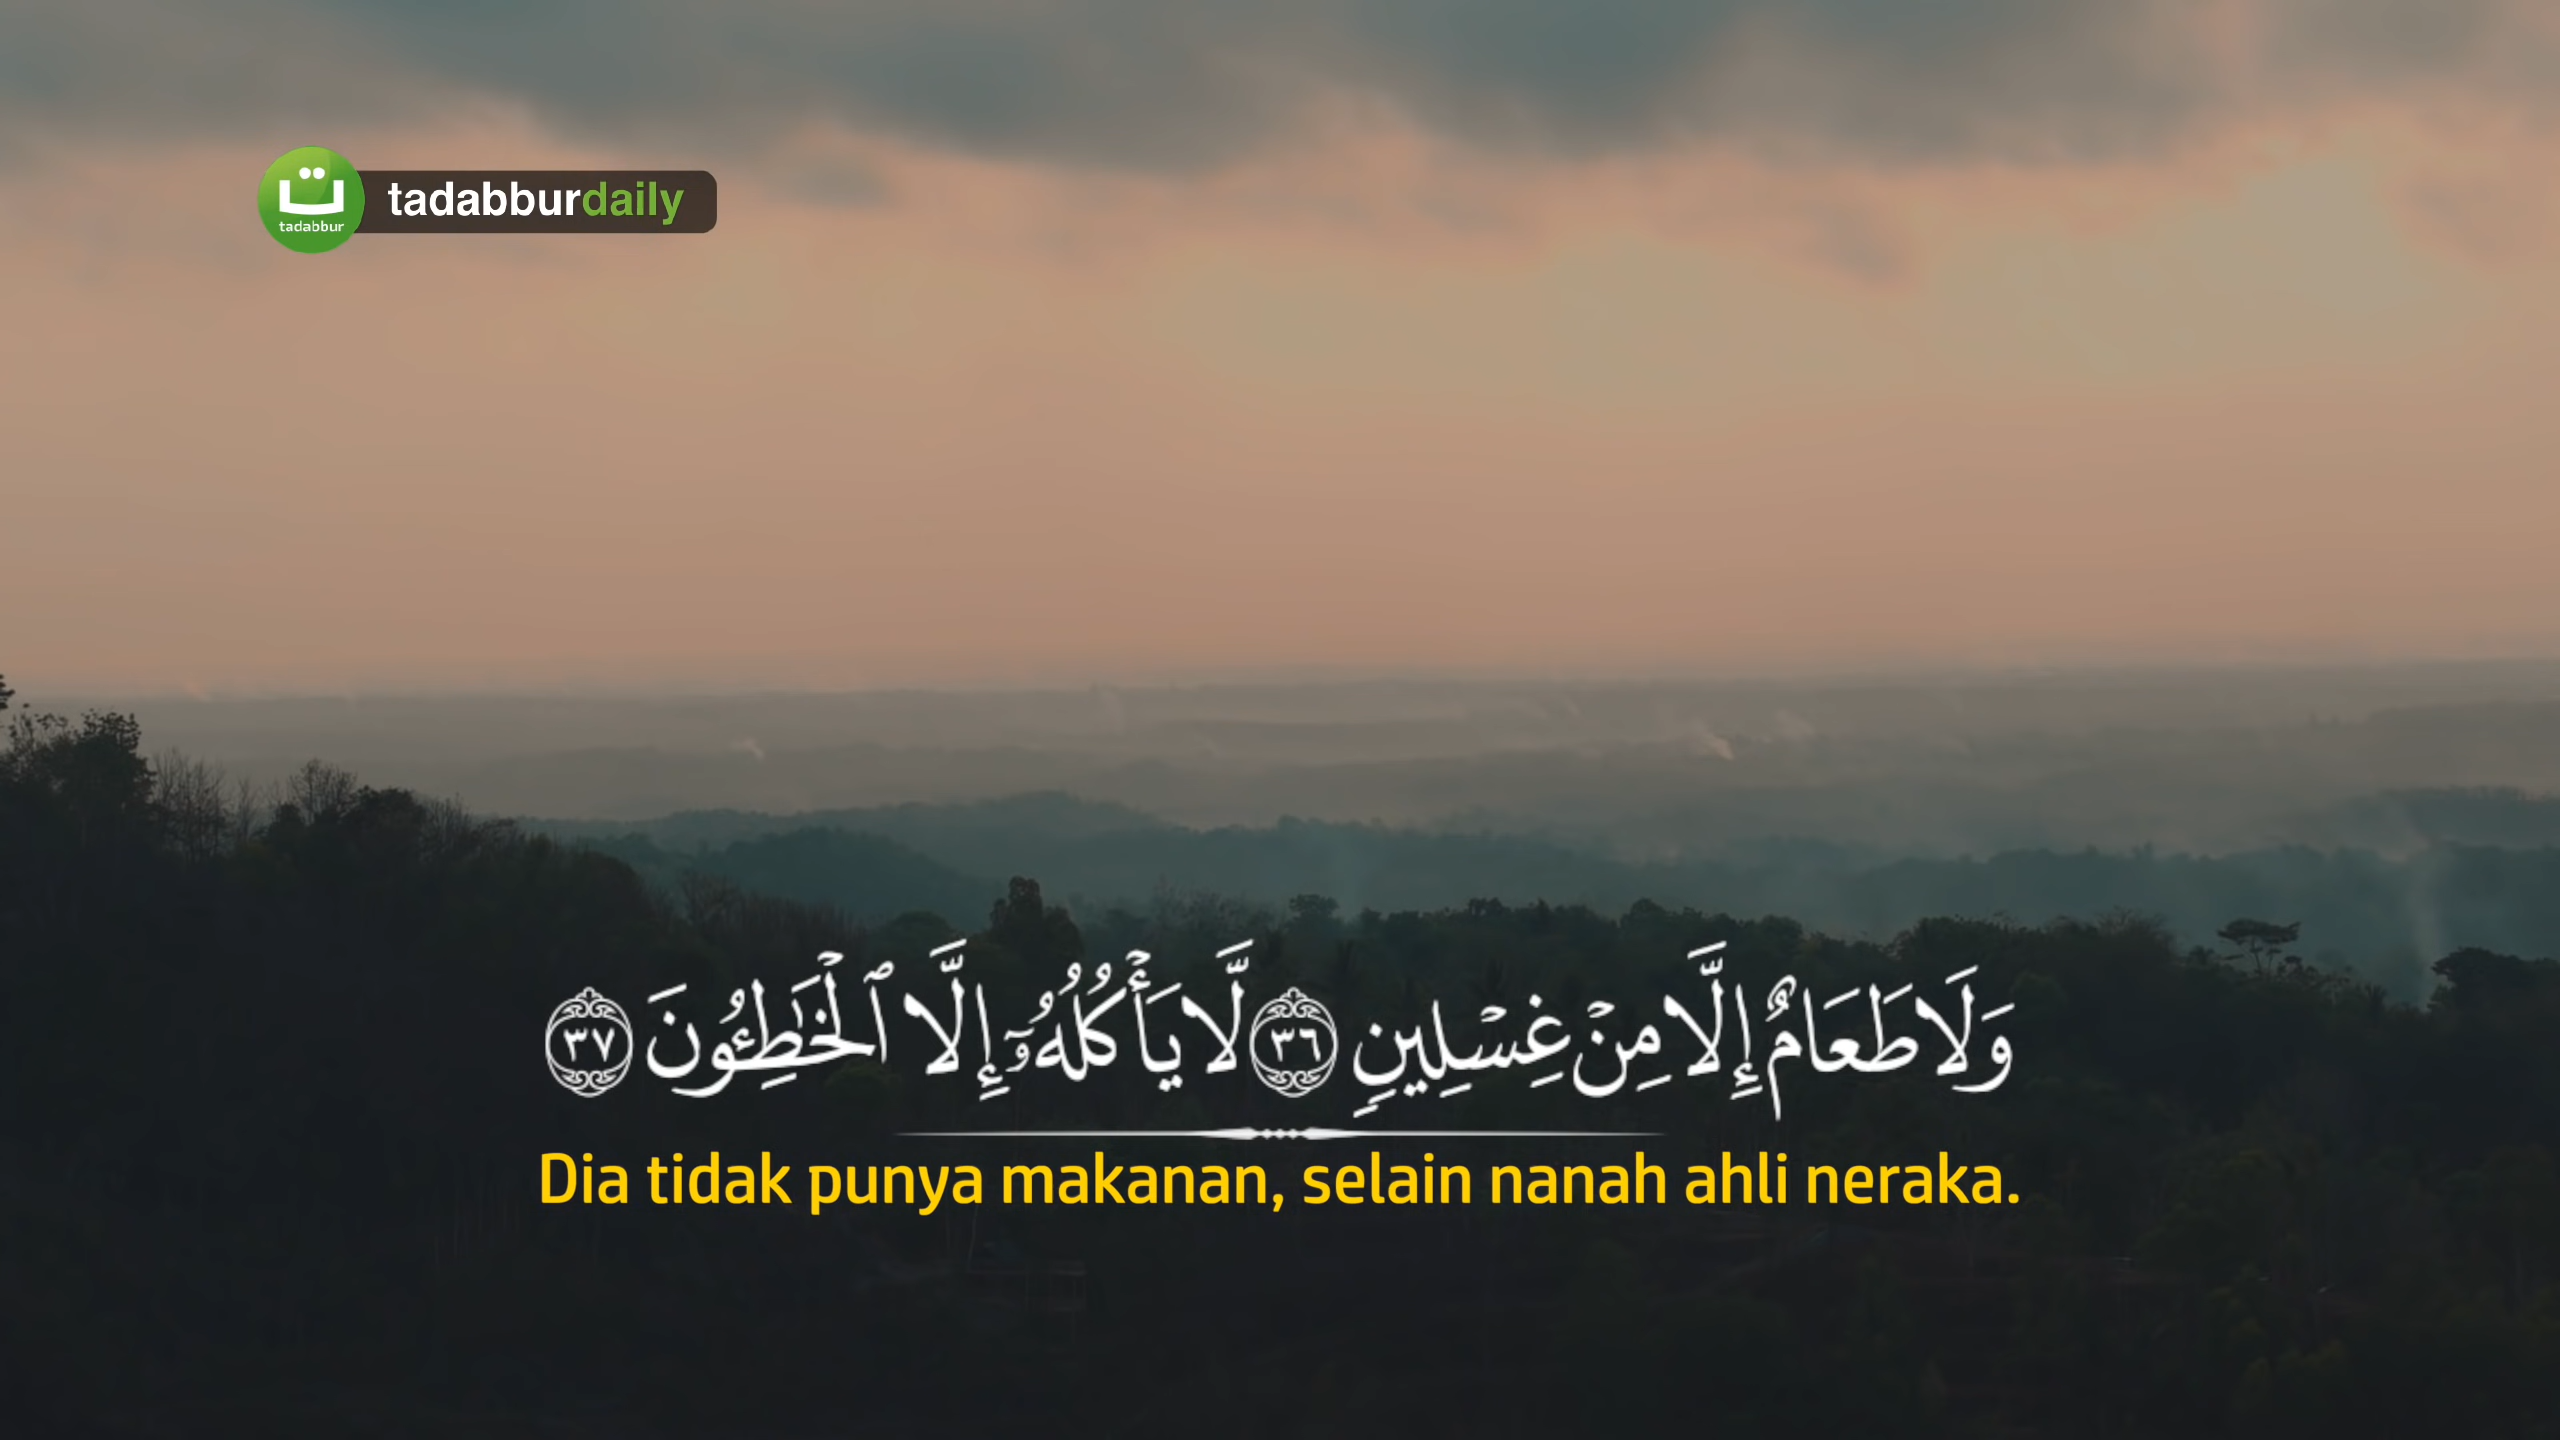 ت
tadabbur
tadabburdaily
وَلَا طَعَامٌ إِلَّا مِنْ غِسْلِينٍ ٣٦ لَّا يَأْكُلُهُۥٓ إِلَّا ٱلْخَٰطِـُٔونَ ٣٧
Dia tidak punya makanan, selain nanah ahli neraka.